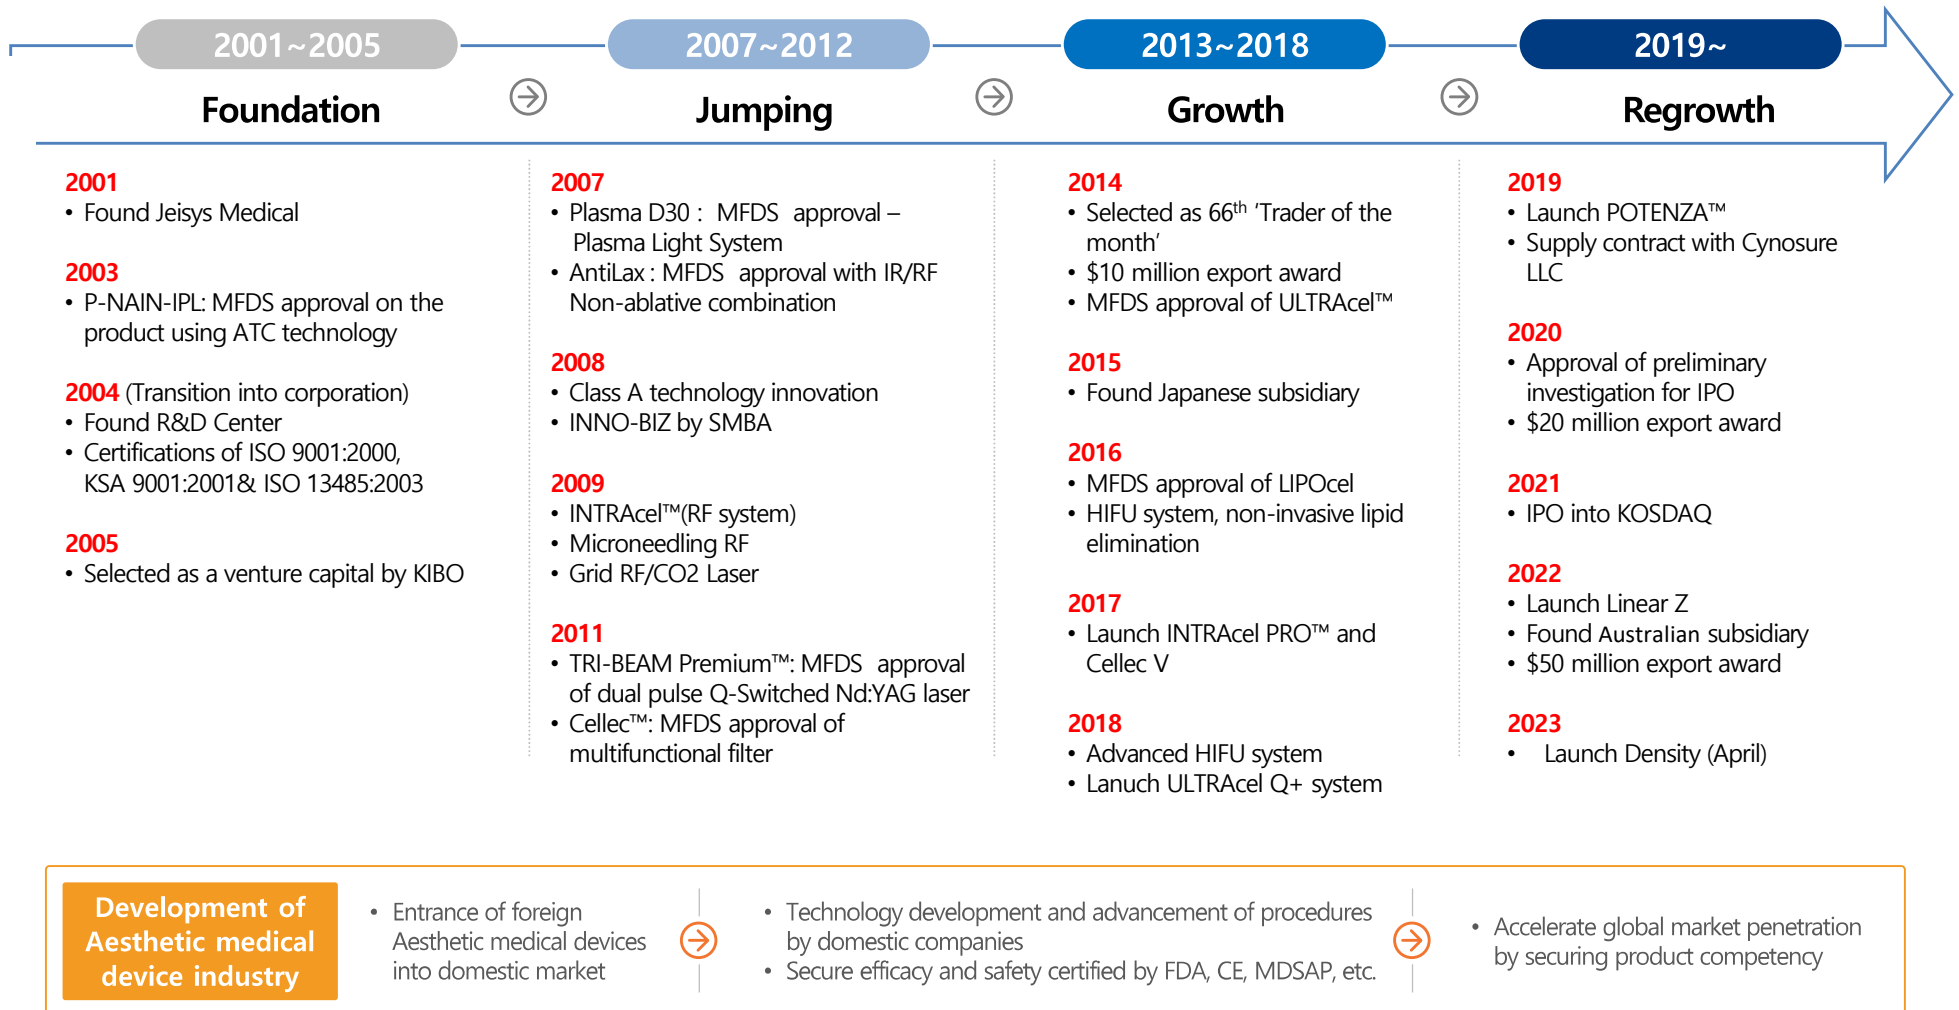 2001~2005
2007~2012
2013~2018
2019~
Foundation
Jumping
Growth
Regrowth
2001
• Found Jeisys Medical
2003
• P-NAIN-IPL: MFDS approval on the
product using ATC technology
2004 (Transition into corporation)
• Found R&D Center
• Certifications of ISO 9001:2000,
KSA 9001:2001& ISO 13485:2003
2005
• Selected as a venture capital by KIBO
2007
• Plasma D30 : MFDS approval –
Plasma Light System
• AntiLax : MFDS approval with IR/RF
Non-ablative combination
2008
• Class A technology innovation
• INNO-BIZ by SMBA
2009
• INTRAcel™(RF system)
• Microneedling RF
• Grid RF/CO2 Laser
2011
• TRI-BEAM Premium™: MFDS approval
of dual pulse Q-Switched Nd:YAG laser
• Cellec™: MFDS approval of
multifunctional filter
2014
• Selected as 66th ‘Trader of the
month’
• $10 million export award
• MFDS approval of ULTRAcel™
2015
• Found Japanese subsidiary
2016
• MFDS approval of LIPOcel
• HIFU system, non-invasive lipid
elimination
2017
• Launch INTRAcel PRO™ and
Cellec V
2018
• Advanced HIFU system
• Lanuch ULTRAcel Q+ system
2019
• Launch POTENZA™
• Supply contract with Cynosure
LLC
2020
• Approval of preliminary
investigation for IPO
• $20 million export award
2021
• IPO into KOSDAQ
2022
• Launch Linear Z
• Found Australian subsidiary
• $50 million export award
2023
• Launch Density (April)
Development of
Aesthetic medical
device industry
• Entrance of foreign
Aesthetic medical devices
into domestic market
• Technology development and advancement of procedures
by domestic companies
• Secure efficacy and safety certified by FDA, CE, MDSAP, etc.
• Accelerate global market penetration
by securing product competency